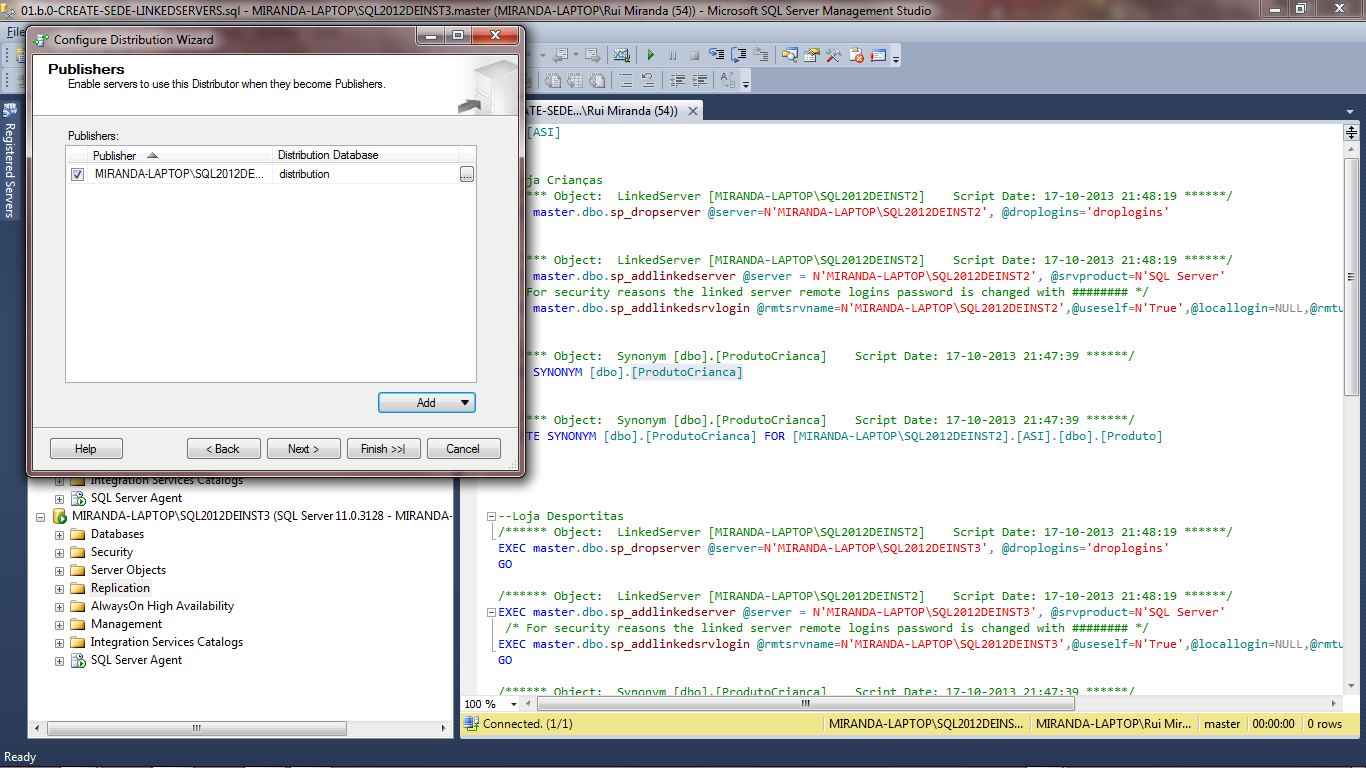 01.b.0-CREATE-SEDE-LINKEDSERVERS.sql - MIRANDA-LAPTOP\SQL2012DEINST3.master (MIRANDA-LAPTOP\Rui Miranda (54)) - Microsoft SQL Server Management Studio
File
Configure Distribution Wizard
Publishers
Enable servers to use this Distributor when they become Publishers.
Publishers:
Publisher Distribution Database
MIRANDA-LAPTOP\SQL2012DE... distribution ...
Add
Help < Back Next > Finish >>| Cancel
Registered Servers
Integration Services Catalogs
SQL Server Agent
MIRANDA-LAPTOP\SQL2012DEINST3 (SQL Server 11.0.3128 - MIRANDA-
Databases
Security
Server Objects
Replication
AlwaysOn High Availability
Management
Integration Services Catalogs
SQL Server Agent
ATE-SEDE...\Rui Miranda (54))
[ASI]
ja Crianças
*** Object:  LinkedServer [MIRANDA-LAPTOP\SQL2012DEINST2]    Script Date: 17-10-2013 21:48:19 ******/
master.dbo.sp_dropserver @server=N'MIRANDA-LAPTOP\SQL2012DEINST2', @droplogins='droplogins'
*** Object:  LinkedServer [MIRANDA-LAPTOP\SQL2012DEINST2]    Script Date: 17-10-2013 21:48:19 ******/
master.dbo.sp_addlinkedserver @server = N'MIRANDA-LAPTOP\SQL2012DEINST2', @srvproduct=N'SQL Server'
For security reasons the linked server remote logins password is changed with ######## */
master.dbo.sp_addlinkedsrvlogin @rmtsrvname=N'MIRANDA-LAPTOP\SQL2012DEINST2',@useself=N'True',@locallogin=NULL,@rmtu
*** Object:  Synonym [dbo].[ProdutoCrianca]    Script Date: 17-10-2013 21:47:39 ******/
SYNONYM [dbo].[ProdutoCrianca]
*** Object:  Synonym [dbo].[ProdutoCrianca]    Script Date: 17-10-2013 21:47:39 ******/
TE SYNONYM [dbo].[ProdutoCrianca] FOR [MIRANDA-LAPTOP\SQL2012DEINST2].[ASI].[dbo].[Produto]
--Loja Desportitas
/****** Object:  LinkedServer [MIRANDA-LAPTOP\SQL2012DEINST2]    Script Date: 17-10-2013 21:48:19 ******/
EXEC master.dbo.sp_dropserver @server=N'MIRANDA-LAPTOP\SQL2012DEINST3', @droplogins='droplogins'
GO
/****** Object:  LinkedServer [MIRANDA-LAPTOP\SQL2012DEINST2]    Script Date: 17-10-2013 21:48:19 ******/
EXEC master.dbo.sp_addlinkedserver @server = N'MIRANDA-LAPTOP\SQL2012DEINST3', @srvproduct=N'SQL Server'
/* For security reasons the linked server remote logins password is changed with ######## */
EXEC master.dbo.sp_addlinkedsrvlogin @rmtsrvname=N'MIRANDA-LAPTOP\SQL2012DEINST3',@useself=N'True',@locallogin=NULL,@rmtu
GO
/****** Object:  Synonym [dbo].[ProdutoCrianca]    Script Date: 17-10-2013 21:47:39 ******/
100 %
Connected. (1/1) MIRANDA-LAPTOP\SQL2012DEINS... MIRANDA-LAPTOP\Rui Mir... master 00:00:00 0 rows
Ready